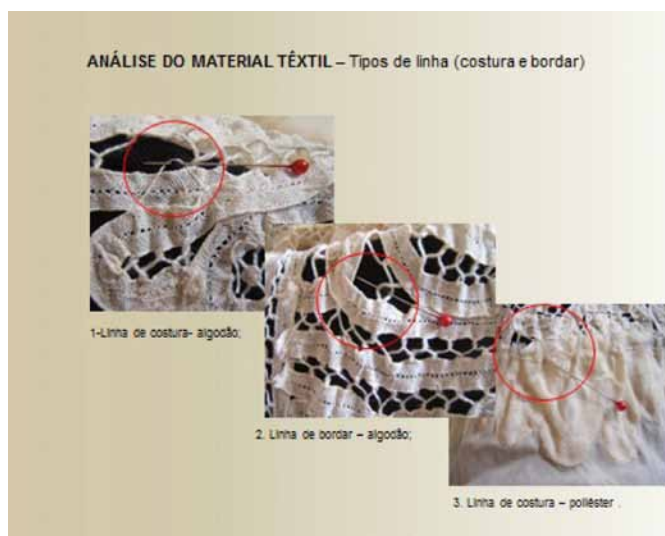 ANÁLISE DO MATERIAL TÊXTIL – Tipos de linha (costura e bordar)
1-Linha de costura- algodão;
2. Linha de bordar – algodão;
3. Linha de costura – poliéster .